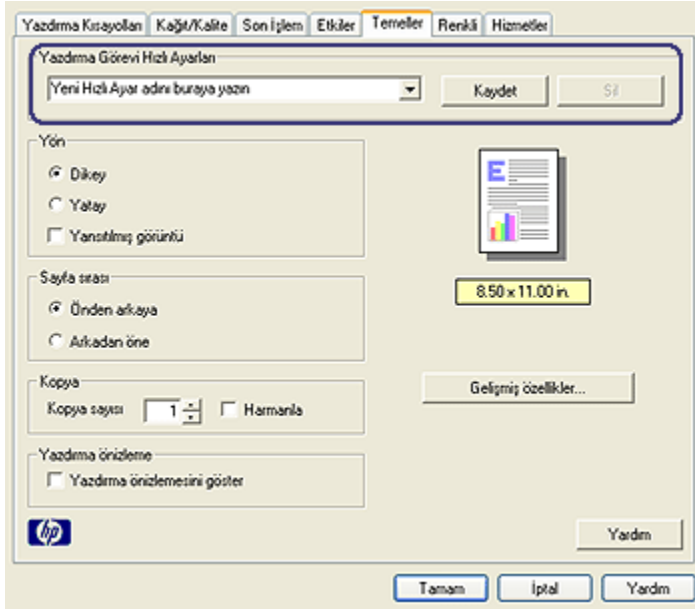 Yazdırma Kısayolları Kağıt/Kalite Son İşlem Etkiler Temeller Renkli Hizmetler
Yazdırma Görevi Hızlı Ayarları
Yeni Hızlı Ayar adını buraya yazın Kaydet Sil
Yön
Dikey
Yatay
Yansıtılmış görüntü
E
8.50 x 11.00 in.
Sayfa sırası
Önden arkaya
Arkadan öne
Kopya
Kopya sayısı 1 Harmanla
Gelişmiş özellikler...
Yazdırma önizleme
Yazdırma önizlemesini göster
hp
Yardım
Tamam İptal Yardım